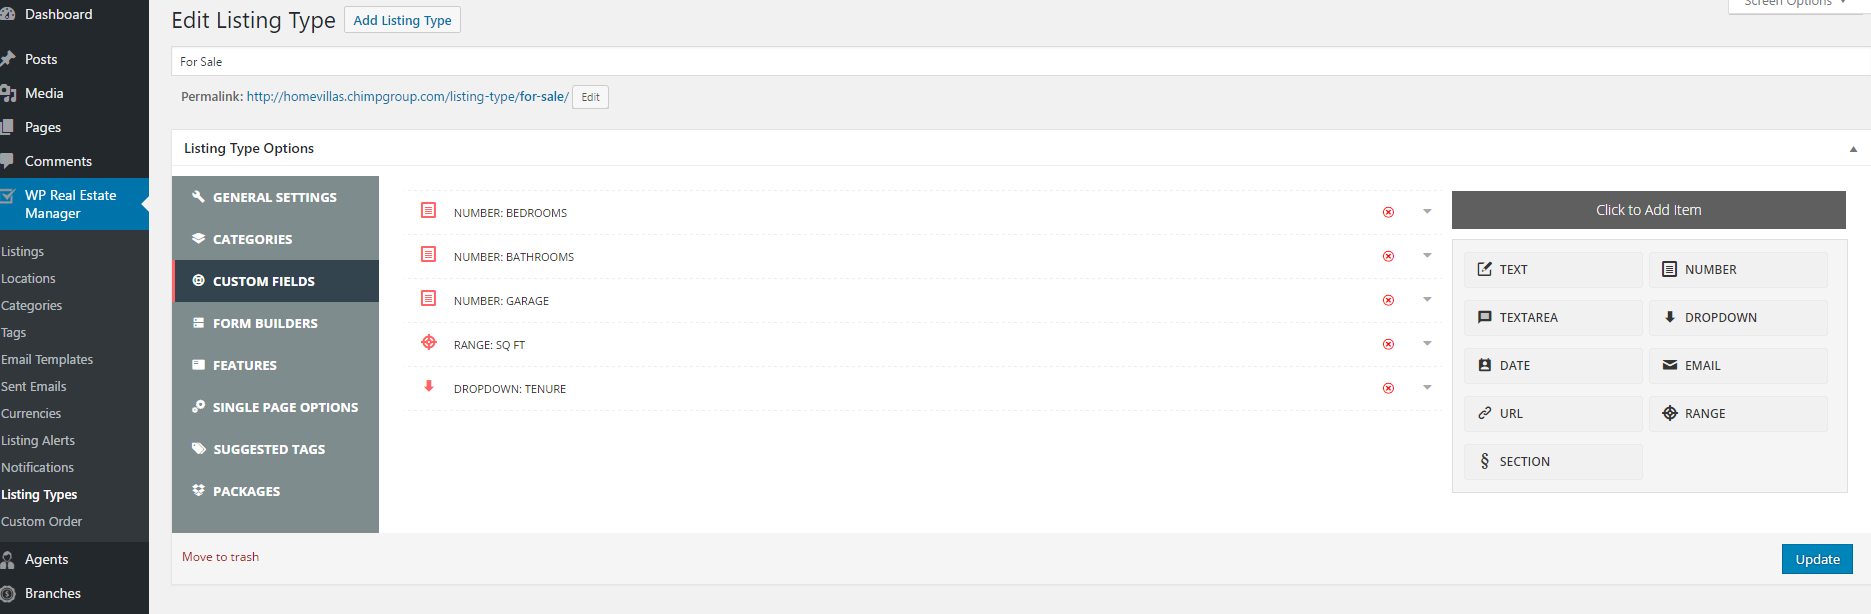 Dashboard
Posts
Media
Pages
Comments
WP Real Estate
Manager
Listings
Locations
Categories
Tags
Email Templates
Sent Emails
Currencies
Listing Alerts
Notifications
Listing Types
Custom Order
Agents
Branches
Screen Options
Edit Listing Type
Add Listing Type
For Sale
Permalink: http://homevillas.chimpgroup.com/listing-type/for-sale/ Edit
Listing Type Options
GENERAL SETTINGS
CATEGORIES
CUSTOM FIELDS
FORM BUILDERS
FEATURES
SINGLE PAGE OPTIONS
SUGGESTED TAGS
PACKAGES
NUMBER: BEDROOMS
NUMBER: BATHROOMS
NUMBER: GARAGE
RANGE: SQ FT
DROPDOWN: TENURE
Click to Add Item
TEXT
NUMBER
TEXTAREA
DROPDOWN
DATE
EMAIL
URL
RANGE
§ SECTION
Move to trash
Update